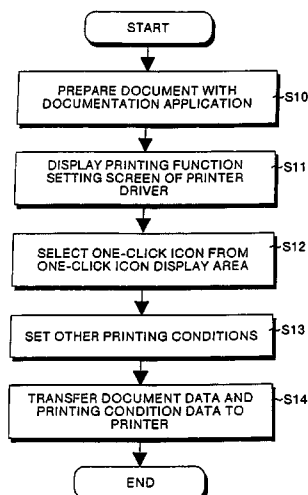 START
PREPARE DOCUMENT WITH
DOCUMENTATION APPLICATION
S10
DISPLAY PRINTING FUNCTION
SETTING SCREEN OF PRINTER
DRIVER
S11
SELECT ONE-CLICK ICON FROM
ONE-CLICK ICON DISPLAY AREA
S12
SET OTHER PRINTING CONDITIONS
S13
TRANSFER DOCUMENT DATA AND
PRINTING CONDITION DATA TO
PRINTER
S14
END